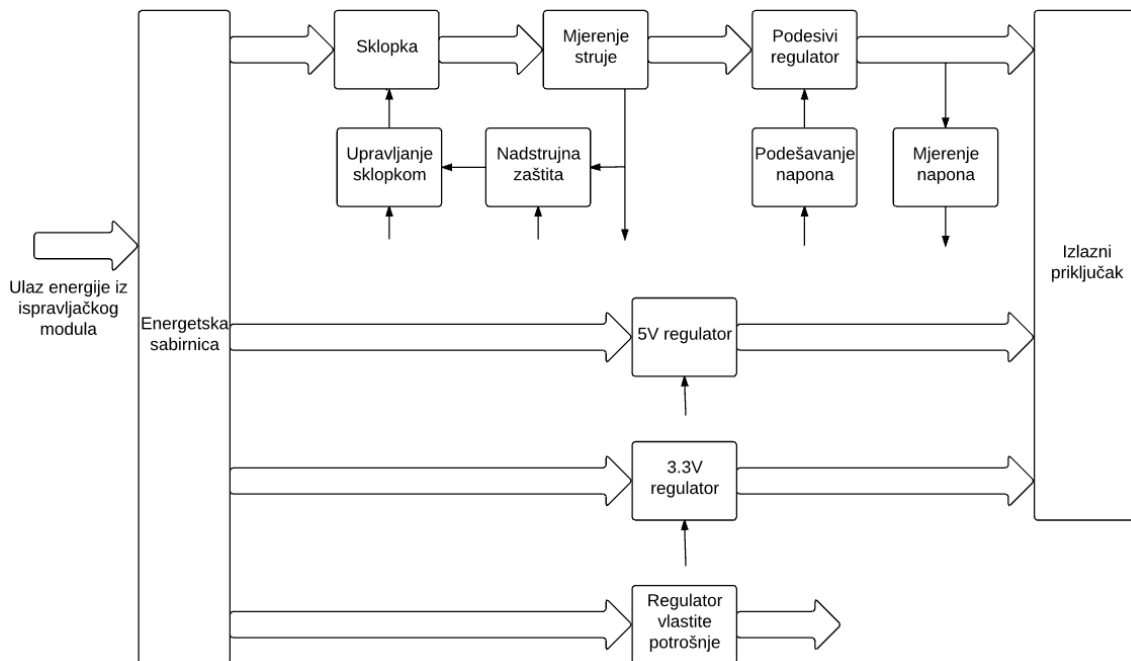 Sklopka
Mjerenje
struje
Podesivi
regulator
Upravljanje
sklopkom
Nadstrujna
zaštita
Podešavanje
napona
Mjerenje
napona
Ulaz energije iz
ispravljačkog
modula
Energetska
sabirnica
5V regulator
Izlazni
priključak
3.3V
regulator
Regulator
vlastite
potrošnje